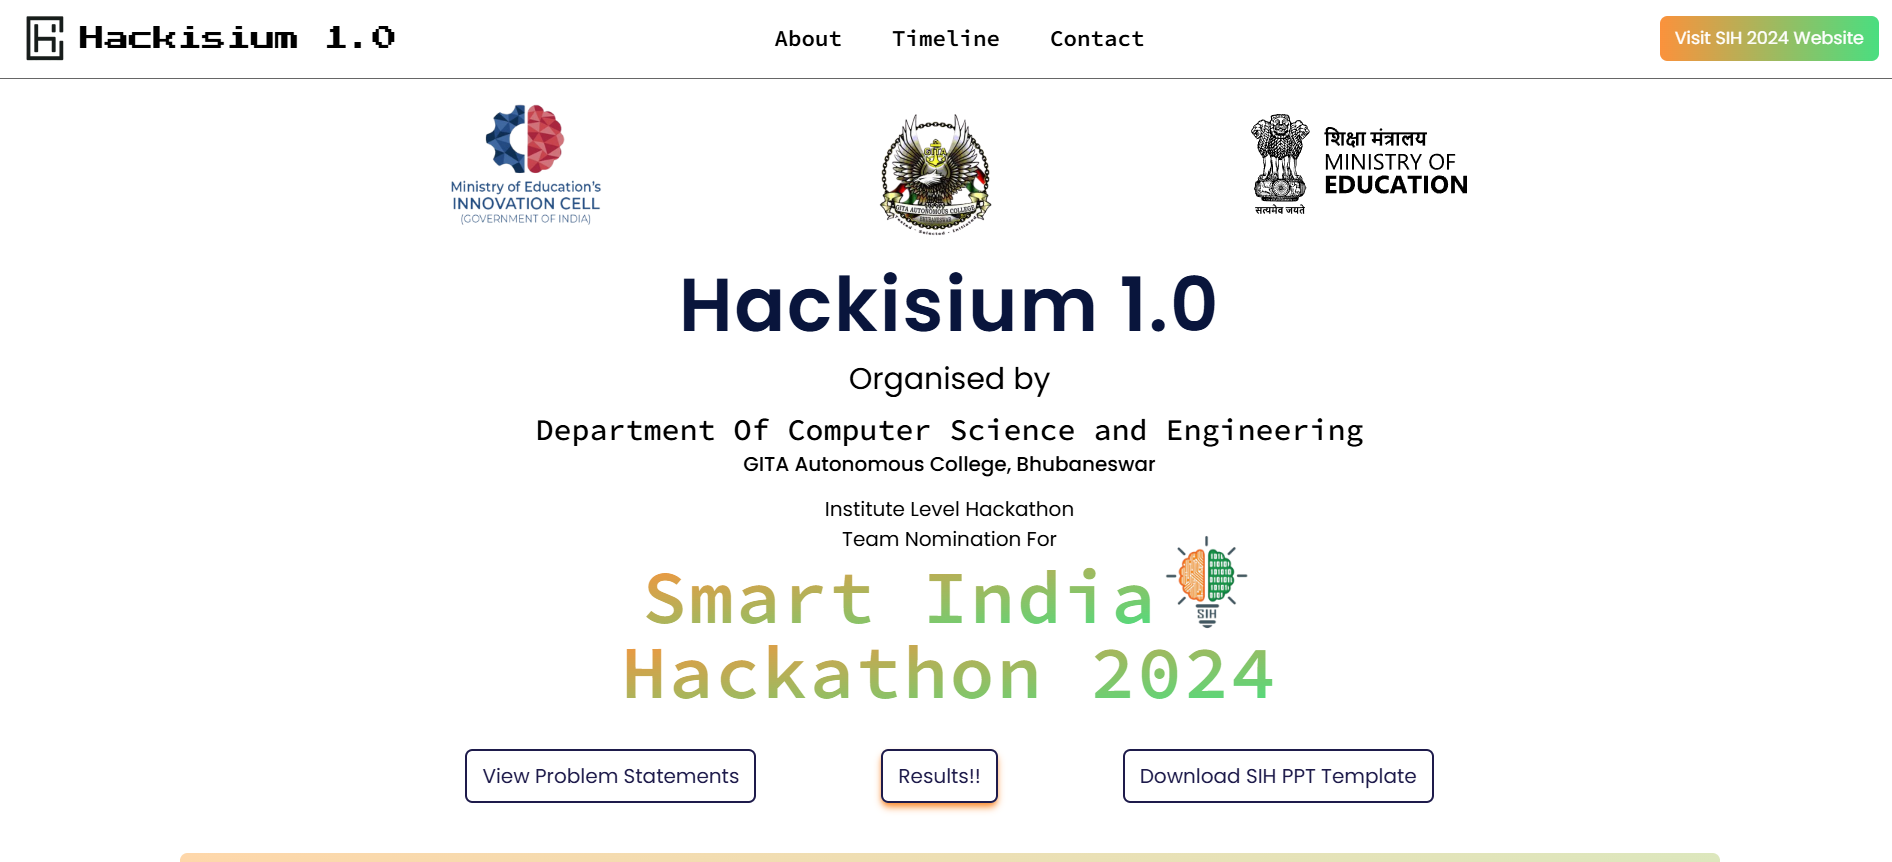 Hackisium 1.0
About
Timeline
Contact
Visit SIH 2024 Website
Ministry of Education's
INNOVATION CELL
(GOVERNMENT OF INDIA)
GITA
GITA AUTONOMOUS COLLEGE
BHUBANESWAR
शिक्षा मंत्रालय
MINISTRY OF
EDUCATION
सत्यमेव जयते
Hackisium 1.0
Organised by
Department Of Computer Science and Engineering
GITA Autonomous College, Bhubaneswar
Institute Level Hackathon
Team Nomination For
Smart India
SIH
Hackathon 2024
View Problem Statements
Results!!
Download SIH PPT Template